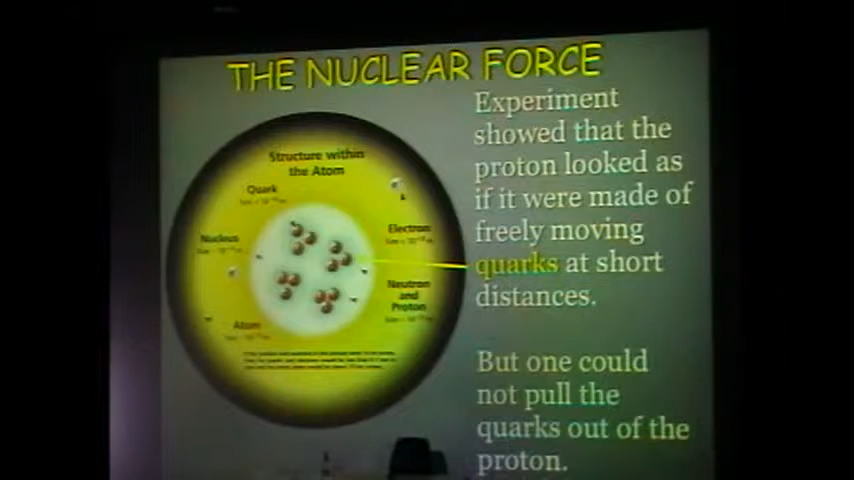 THE NUCLEAR FORCE
Structure within
the Atom
Quark
Nucleus
Electron
Neutron
and
Proton
Atom
Experiment
showed that the
proton looked as
if it were made of
freely moving
quarks at short
distances.
But one could
not pull the
quarks out of the
proton.